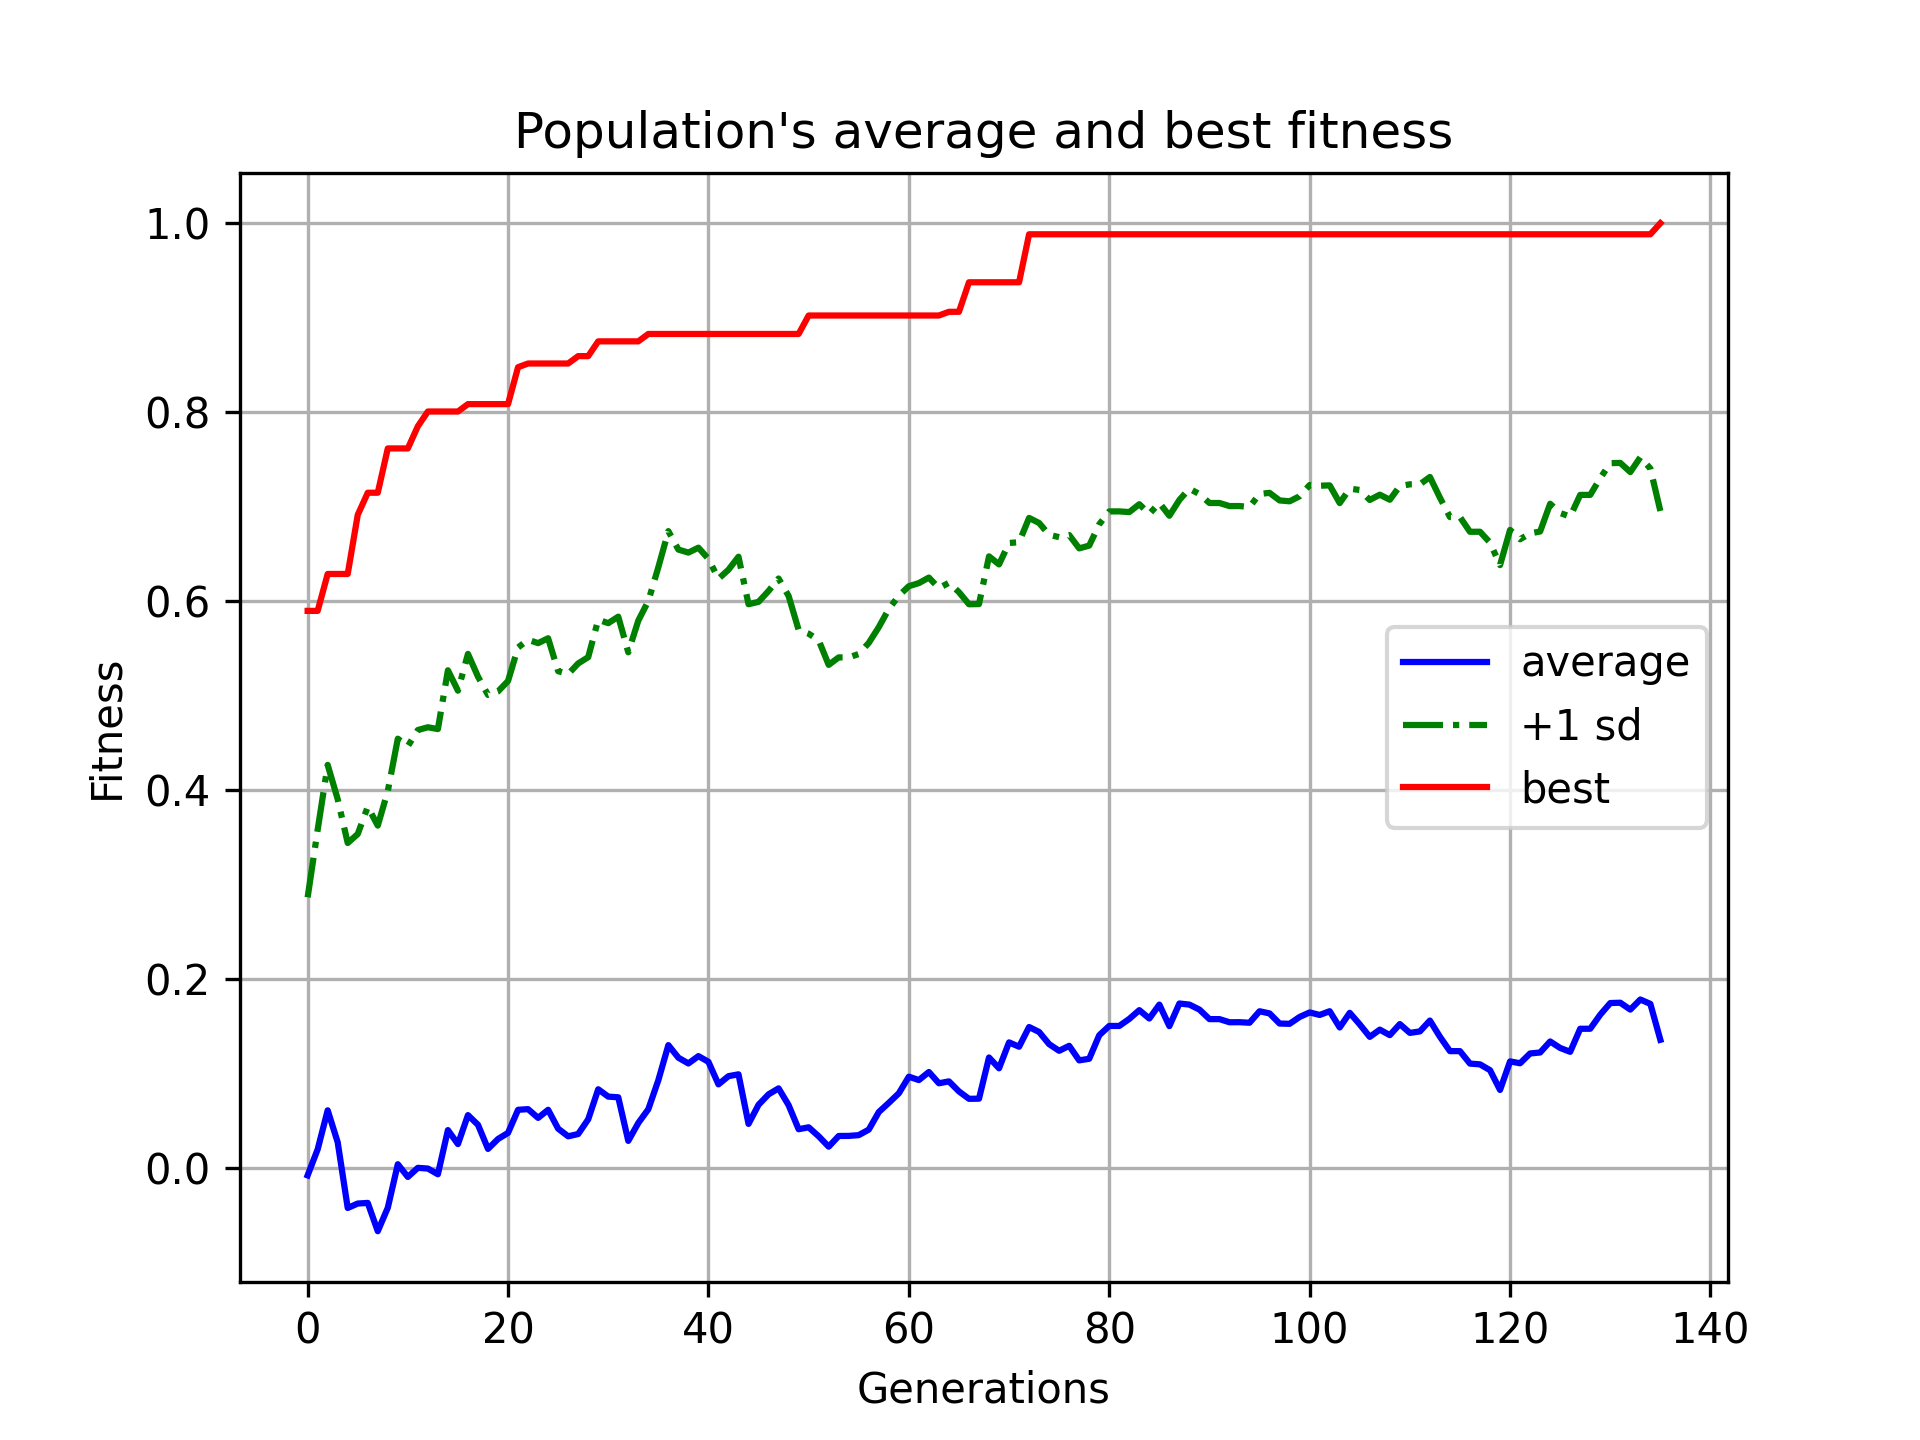 Population's average and best fitness
1.0
0.8
0.6
0.4
0.2
0.0
Fitness
average
+1 sd
best
0 20 40 60 80 100 120 140
Generations